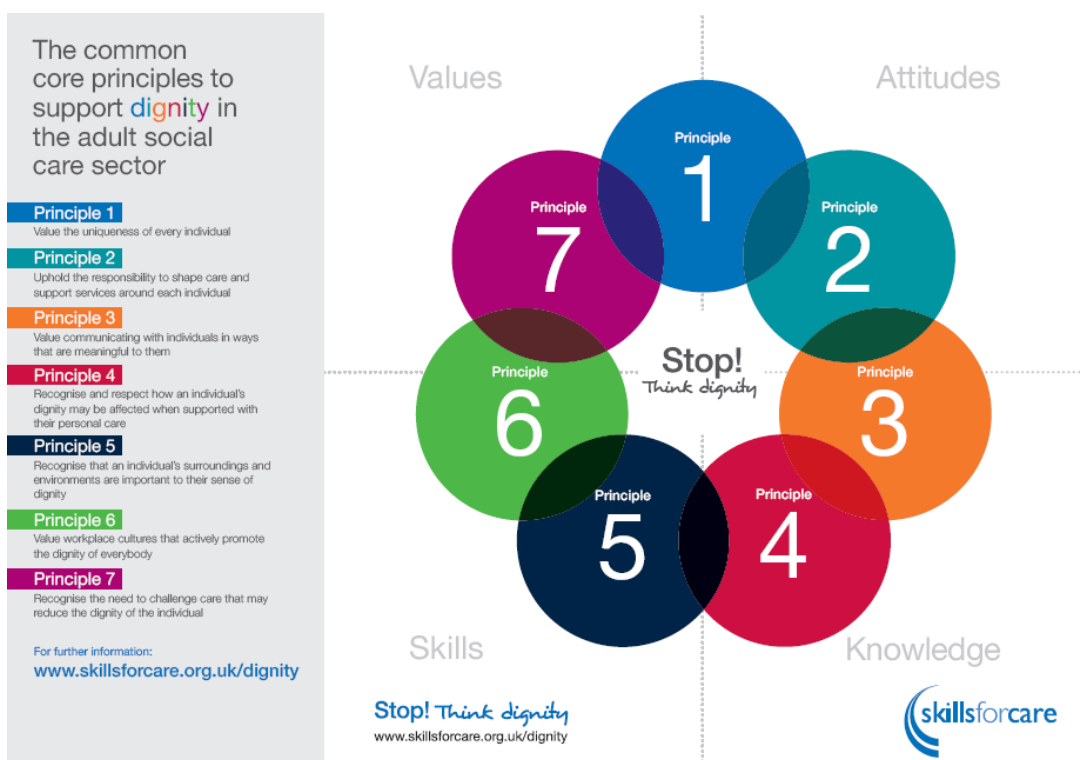 The common
core principles to
support dignity in
the adult social
care sector
Principle 1
Value the uniqueness of every individual
Principle 2
Uphold the responsibility to shape care and
support services around each individual
Principle 3
Value communicating with individuals in ways
that are meaningful to them
Principle 4
Recognise and respect how an individual's
dignity may be affected when supported with
their personal care
Principle 5
Recognise that an individual's surroundings and
environments are important to their sense of
dignity
Principle 6
Value workplace cultures that actively promote
the dignity of everybody
Principle 7
Recognise the need to challenge care that may
reduce the dignity of the individual
For further information:
www.skillsforcare.org.uk/dignity
Values
Attitudes
Principle
1
Principle
2
Principle
3
Principle
4
Principle
5
Principle
6
Principle
7
Stop!
Think dignity
Skills
Knowledge
Stop! Think dignity
www.skillsforcare.org.uk/dignity
skillsforcare